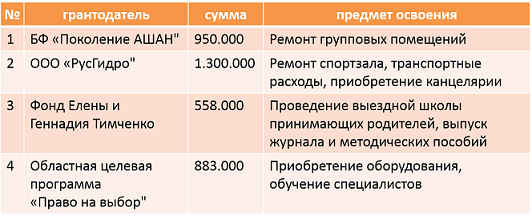 № грантодатель сумма предмет освоения
1 БФ «Поколение АШАН" 950.000 Ремонт групповых помещений
2 ООО «РусГидро" 1.300.000 Ремонт спортзала, транспортные
расходы, приобретение канцелярии
3 Фонд Елены и 558.000 Проведение выездной школы
Геннадия Тимченко принимающих родителей, выпуск
журнала и методических пособий
4 Областная целевая 883.000 Приобретение оборудования,
программа обучение специалистов
«Право на выбор"